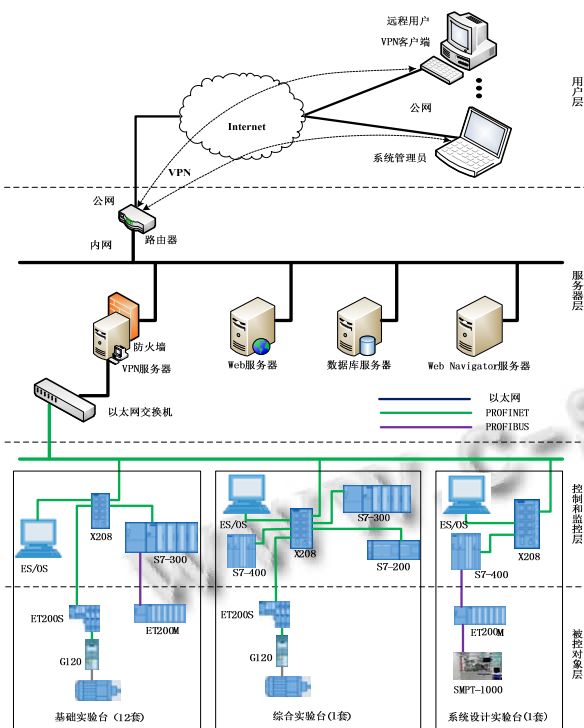 远程用户
VPN客户端
用户层
公网
Internet
系统管理员
VPN
公网
路由器
内网
服务器层
防火墙
VPN服务器
Web服务器
数据库服务器
Web Navigator服务器
以太网交换机
以太网
PROFINET
PROFIBUS
控制和监控层
ES/OS
X208
S7-300
ES/OS
S7-400
X208
S7-300
S7-200
ES/OS
X208
S7-400
被控对象层
ET200S
ET200M
G120
ET200S
G120
ET200M
SMPT-1000
基础实验台（12套）
综合实验台(1套)
系统设计实验台(1套)